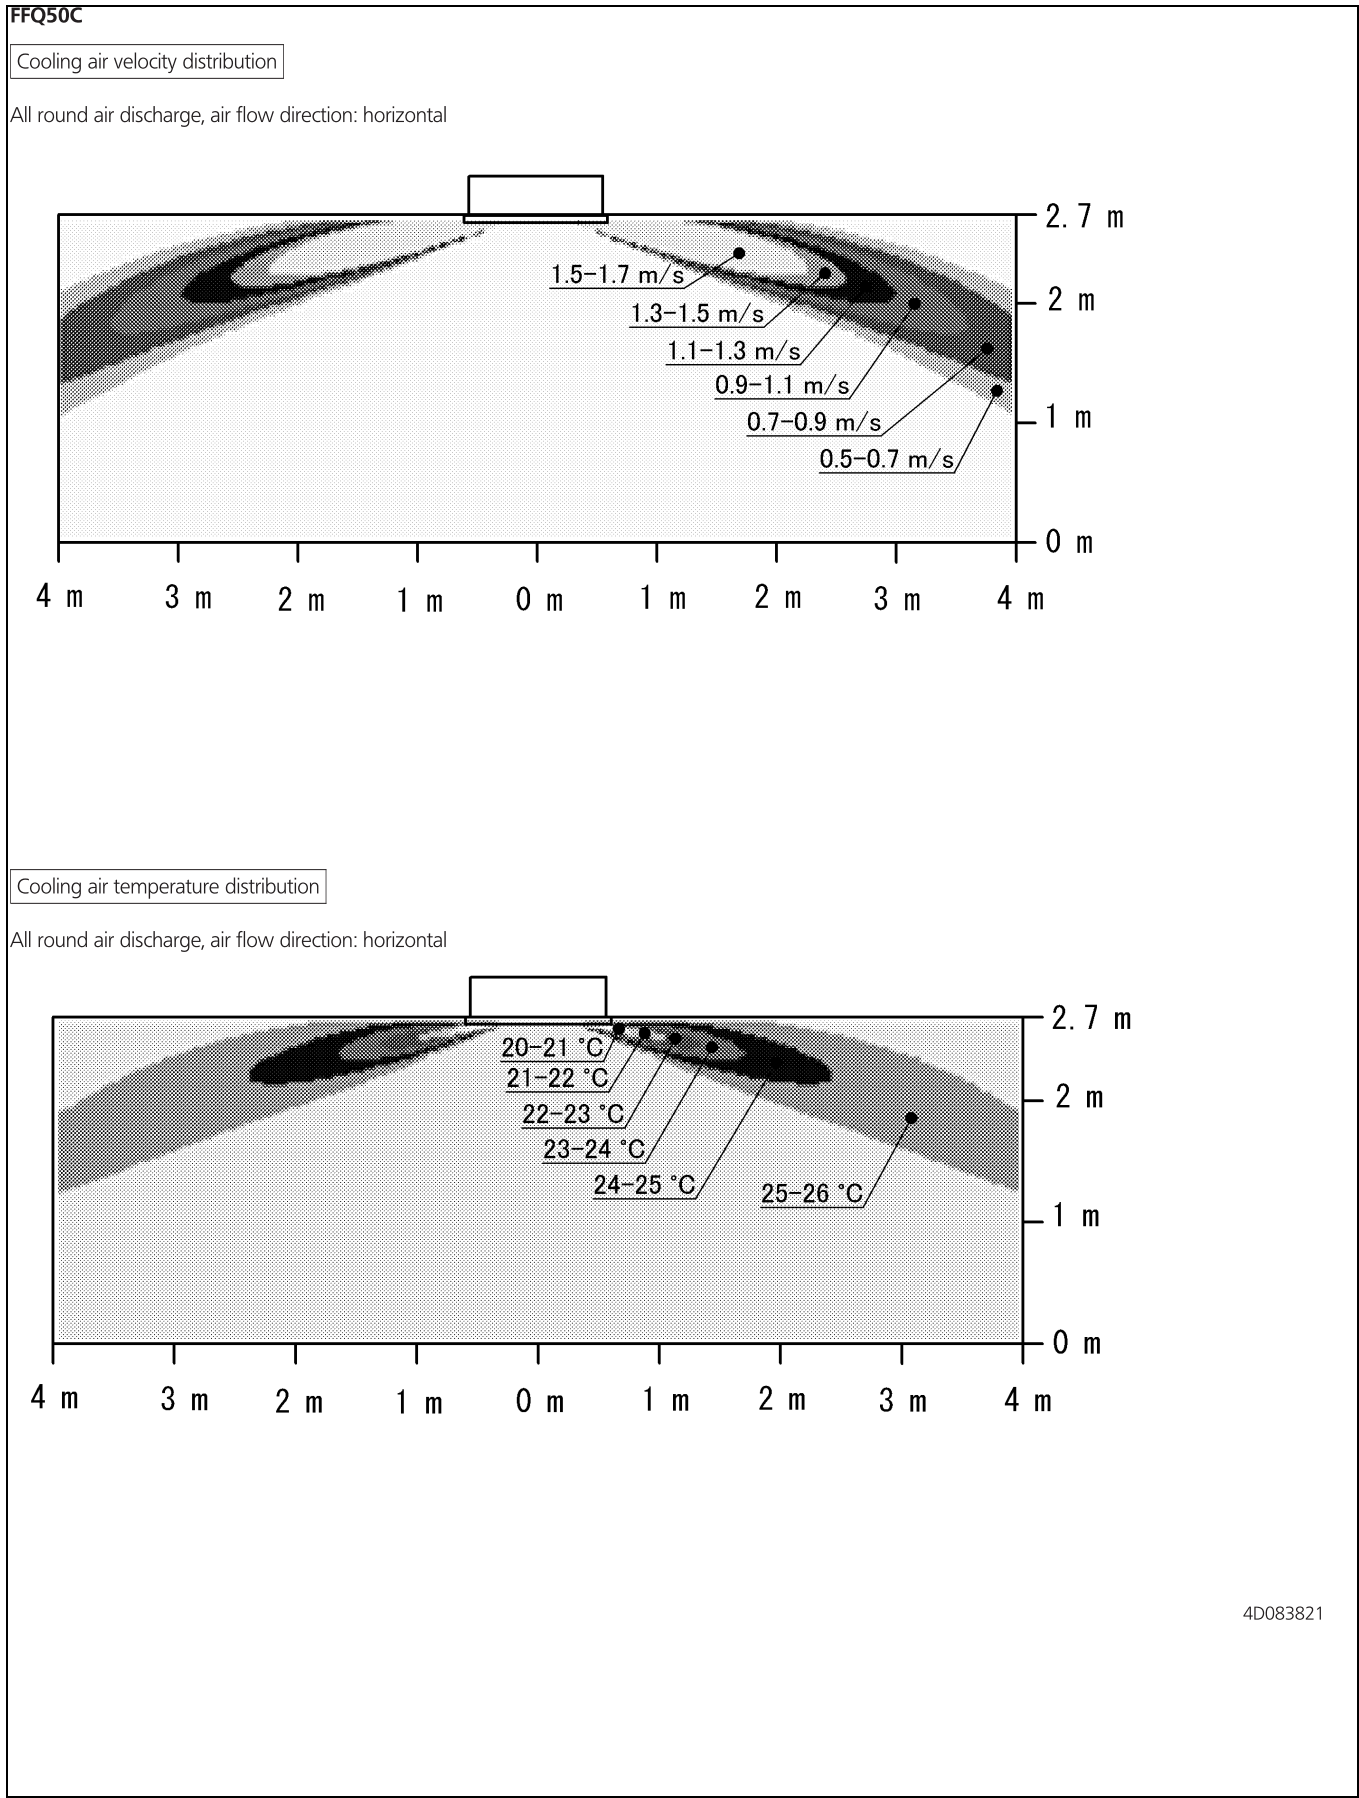 FFQ50C
Cooling air velocity distribution
All round air discharge, air flow direction: horizontal
2.7 m
1.5-1.7 m/s
2 m
1.3-1.5 m/s
1.1-1.3 m/s
0.9-1.1 m/s
0.7-0.9 m/s
1 m
0.5-0.7 m/s
0 m
4 m 3 m 2 m 1 m 0 m 1 m 2 m 3 m 4 m
Cooling air temperature distribution
All round air discharge, air flow direction: horizontal
2.7 m
20-21 °C
21-22 °C
2 m
22-23 °C
23-24 °C
24-25 °C
25-26 °C
1 m
0 m
4 m 3 m 2 m 1 m 0 m 1 m 2 m 3 m 4 m
4D083821